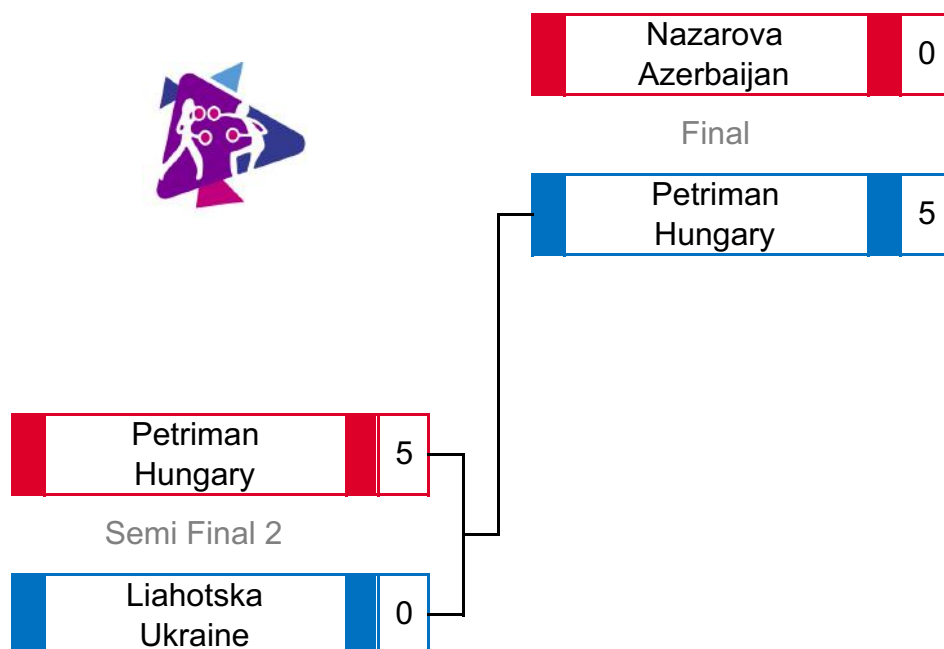 Nazarova
Azerbaijan
0
Final
Petriman
Hungary
5
Petriman
Hungary
5
Semi Final 2
Liahotska
Ukraine
0